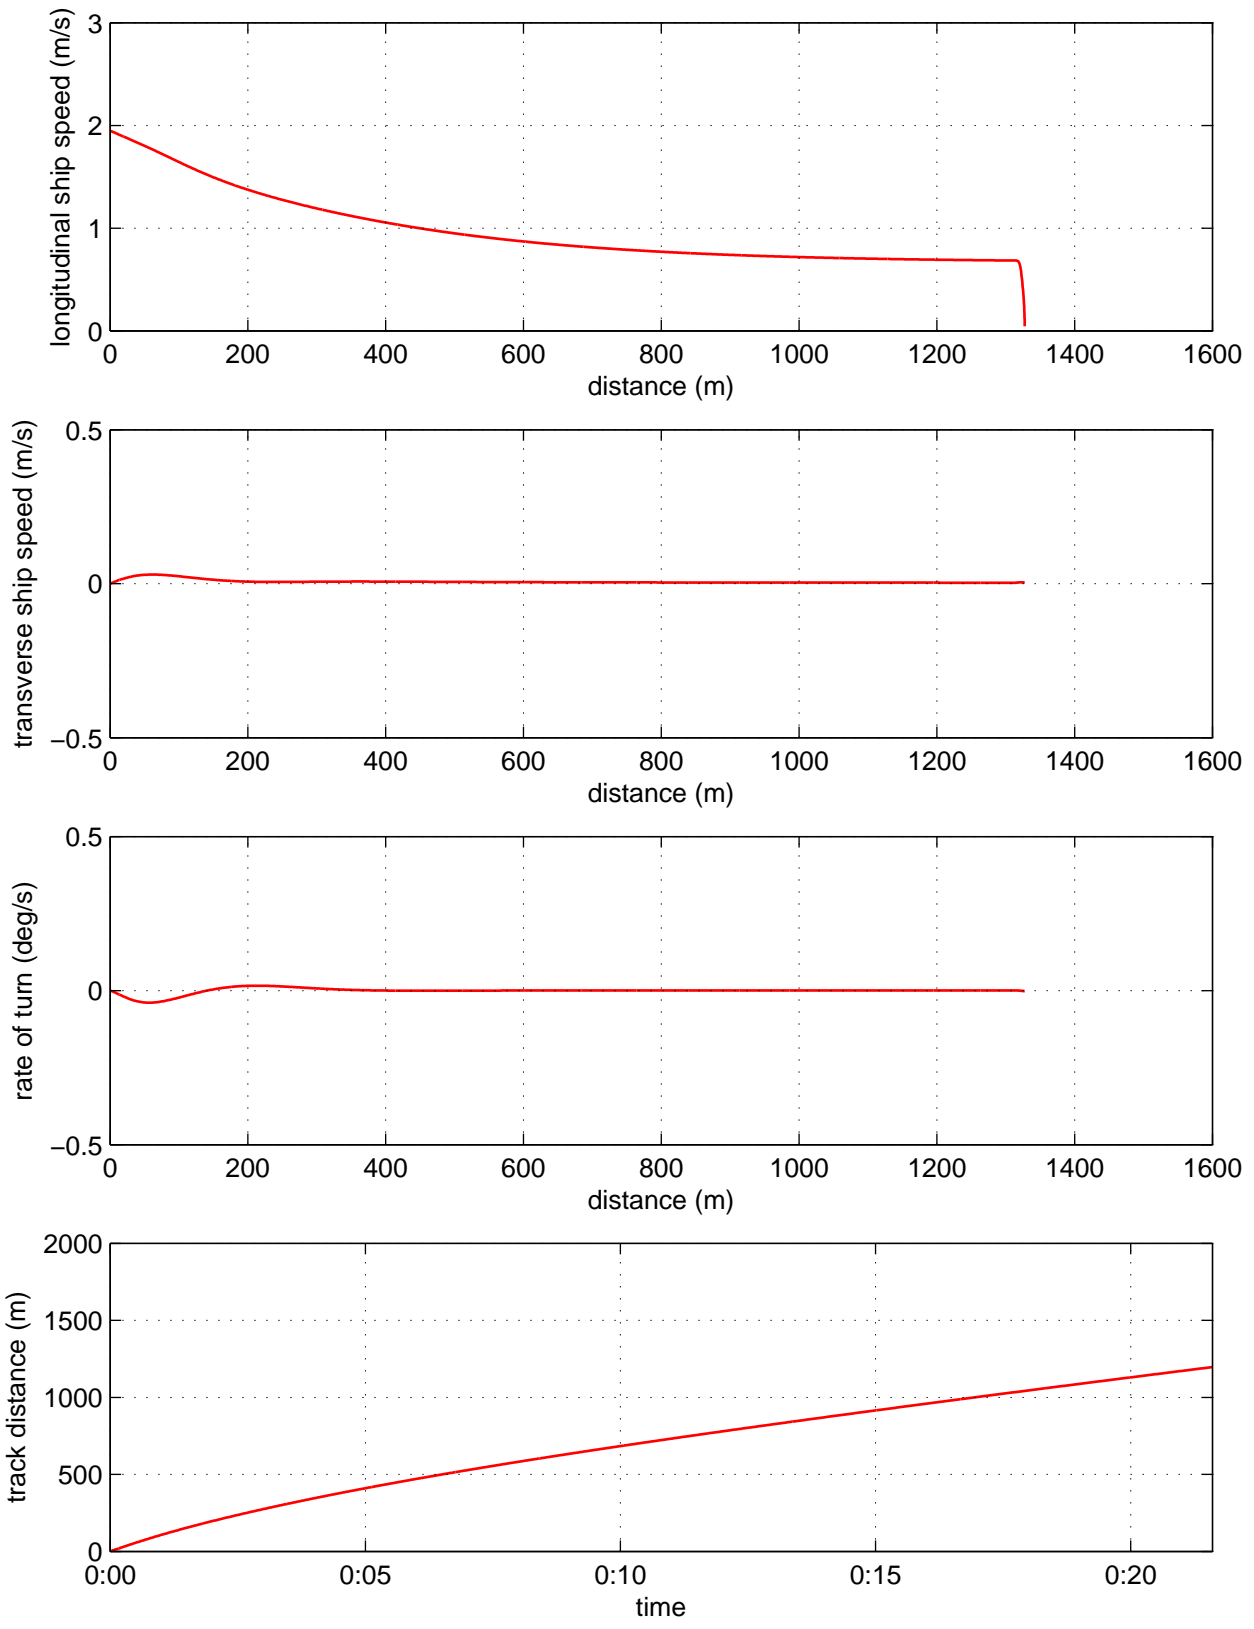 longitudinal ship speed (m/s)
3
2
1
0
0 200 400 600 800 1000 1200 1400 1600
distance (m)
transverse ship speed (m/s)
0.5
0
−0.5
0 200 400 600 800 1000 1200 1400 1600
distance (m)
rate of turn (deg/s)
0.5
0
−0.5
0 200 400 600 800 1000 1200 1400 1600
distance (m)
track distance (m)
2000
1500
1000
500
0
0:00 0:05 0:10 0:15 0:20
time